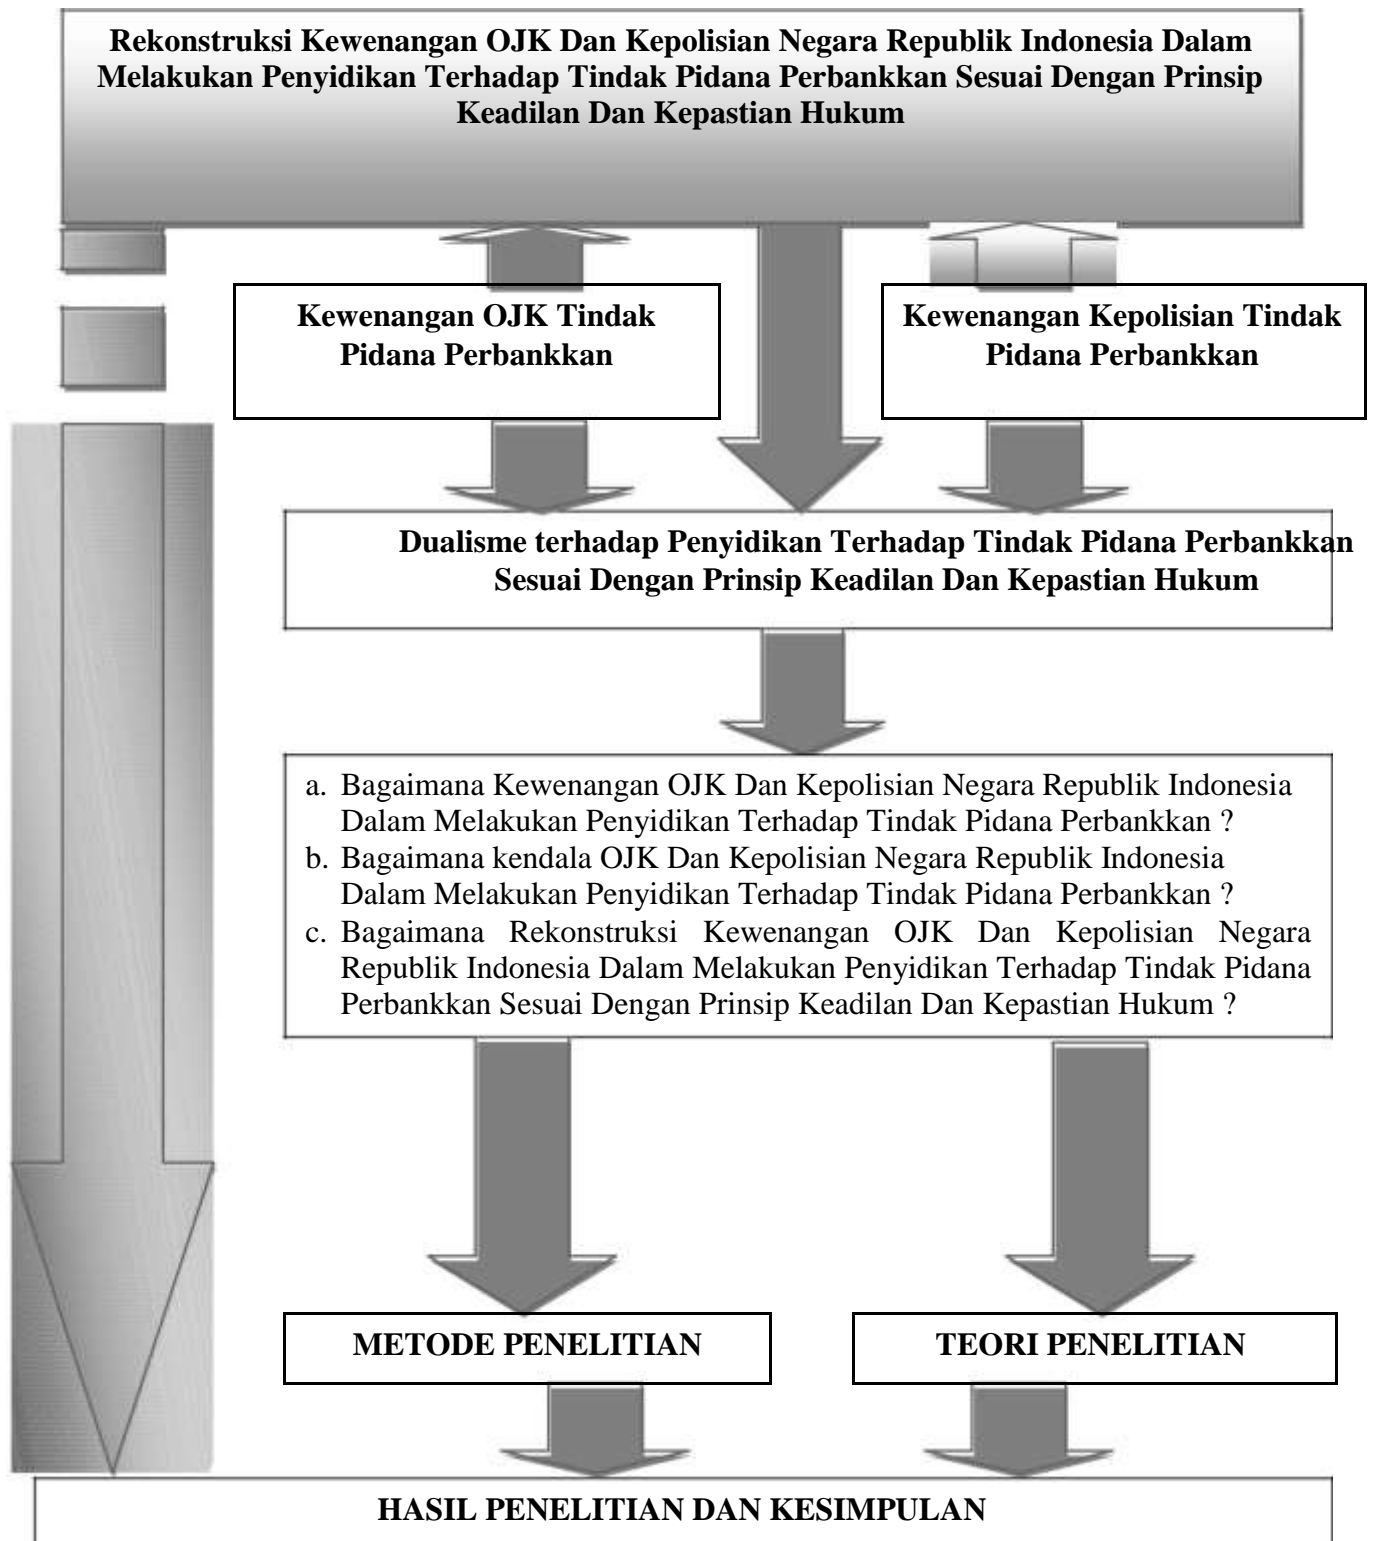 Rekonstruksi Kewenangan OJK Dan Kepolisian Negara Republik Indonesia Dalam
Melakukan Penyidikan Terhadap Tindak Pidana Perbankkan Sesuai Dengan Prinsip
Keadilan Dan Kepastian Hukum
Kewenangan OJK Tindak
Pidana Perbankkan
Kewenangan Kepolisian Tindak
Pidana Perbankkan
Dualisme terhadap Penyidikan Terhadap Tindak Pidana Perbankkan
Sesuai Dengan Prinsip Keadilan Dan Kepastian Hukum
a. Bagaimana Kewenangan OJK Dan Kepolisian Negara Republik Indonesia
Dalam Melakukan Penyidikan Terhadap Tindak Pidana Perbankkan ?
b. Bagaimana kendala OJK Dan Kepolisian Negara Republik Indonesia
Dalam Melakukan Penyidikan Terhadap Tindak Pidana Perbankkan ?
c. Bagaimana Rekonstruksi Kewenangan OJK Dan Kepolisian Negara
Republik Indonesia Dalam Melakukan Penyidikan Terhadap Tindak Pidana
Perbankkan Sesuai Dengan Prinsip Keadilan Dan Kepastian Hukum ?
METODE PENELITIAN
TEORI PENELITIAN
HASIL PENELITIAN DAN KESIMPULAN